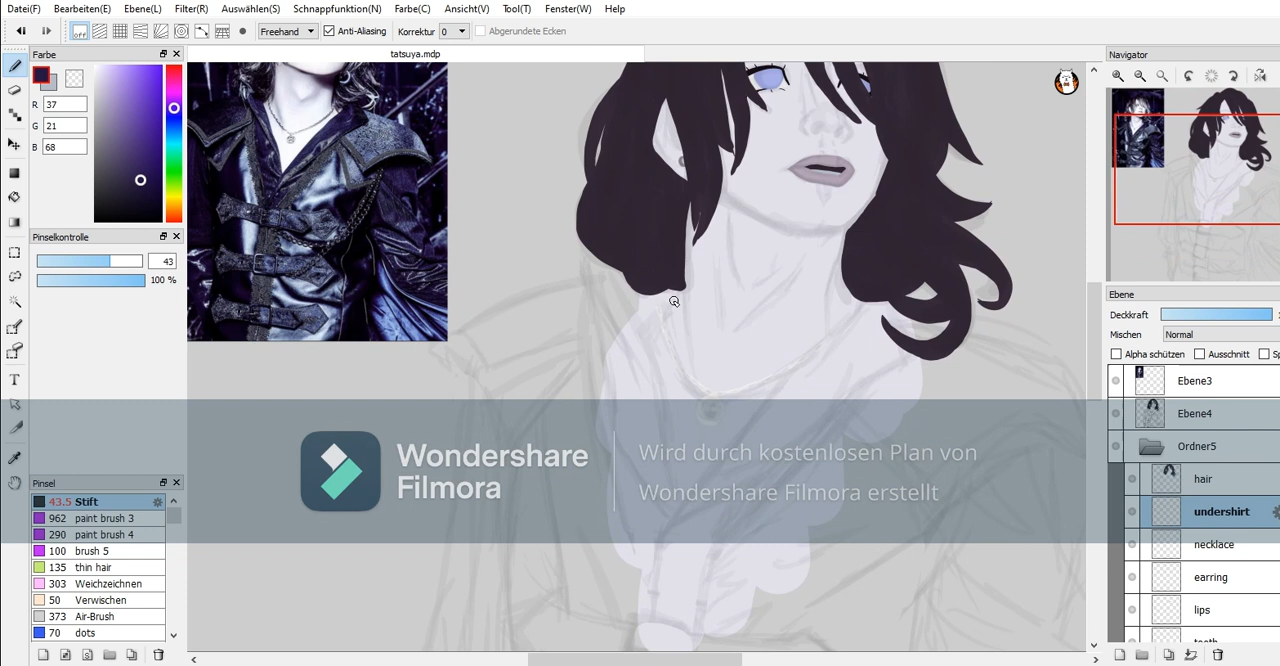 Datei(F) Bearbeiten(E) Ebene(L) Filter(R) Auswählen(S) Schnappfunktion(N) Farbe(C) Ansicht(V) Tool(T) Fenster(W) Help
off Freehand Anti-Aliasing Korrektur 0 Abgerundete Ecken
Farbe
tatsuya.mdp
Navigator
R 37
G 21
B 68
Pinselkontrolle
43
100 %
Ebene
Deckkraft
Mischen Normal
Alpha schützen Ausschnitt
Ebene3
Ebene4
Ordner5
hair
undershirt
necklace
earring
lips
Wondershare
Filmora
Wird durch kostenlosen Plan von
Wondershare Filmora erstellt
Pinsel
43.5 Stift
962 paint brush 3
290 paint brush 4
100 brush 5
135 thin hair
303 Weichzeichnen
50 Verwischen
373 Air-Brush
70 dots